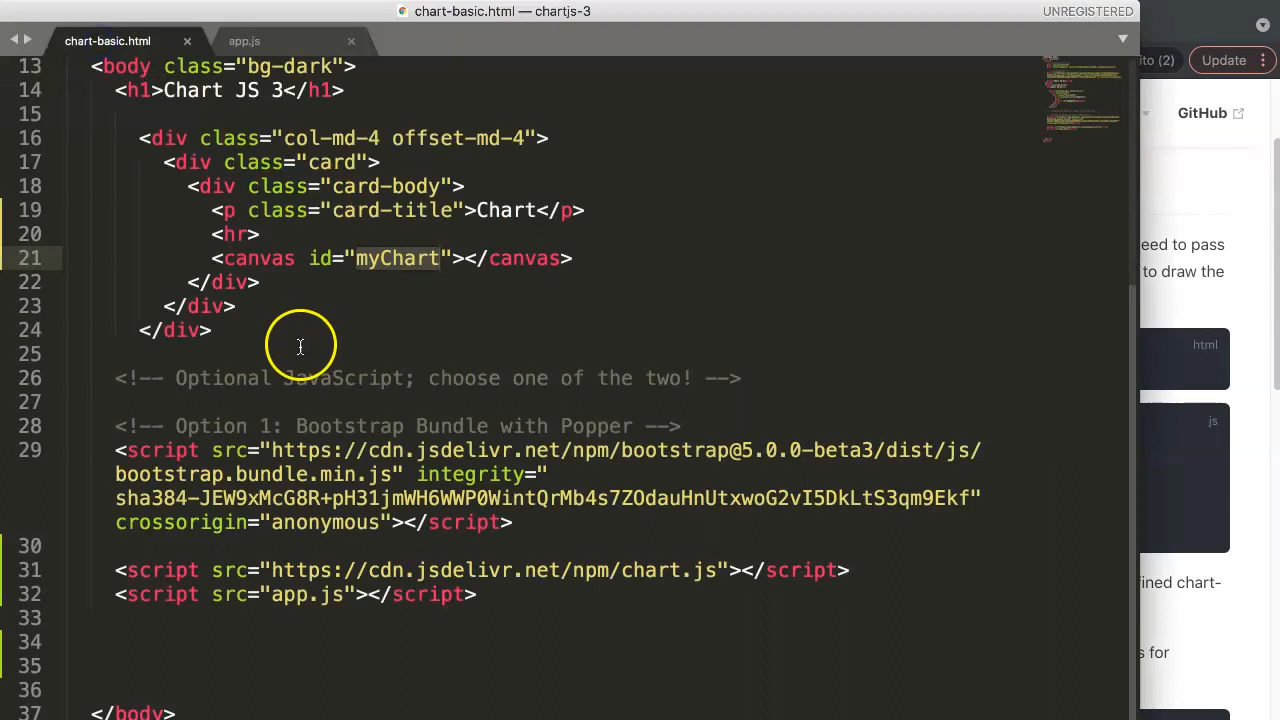 chart-basic.html — chartjs-3
UNREGISTERED
chart-basic.html
app.js
ito (2)
Update
13 <body class="bg-dark">
14 <h1>Chart JS 3</h1>
GitHub
15
16 <div class="col-md-4 offset-md-4">
17 <div class="card">
18 <div class="card-body">
19 <p class="card-title">Chart</p>
20 <hr>
21 <canvas id="myChart"></canvas>
22 </div>
23 </div>
24 </div>
25
26 <!-- Optional JavaScript; choose one of the two! -->
27
28 <!-- Option 1: Bootstrap Bundle with Popper -->
29 <script src="https://cdn.jsdelivr.net/npm/bootstrap@5.0.0-beta3/dist/js/
bootstrap.bundle.min.js" integrity="
sha384-JEW9xMcG8R+pH31jmWH6WWP0WintQrMb4s7ZOdauHnUtxwoG2vI5DkLtS3qm9Ekf"
crossorigin="anonymous"></script>
30
31 <script src="https://cdn.jsdelivr.net/npm/chart.js"></script>
32 <script src="app.js"></script>
33
34
35
36
37 </body>
eed to pass
to draw the
html
js
fined chart-
s for